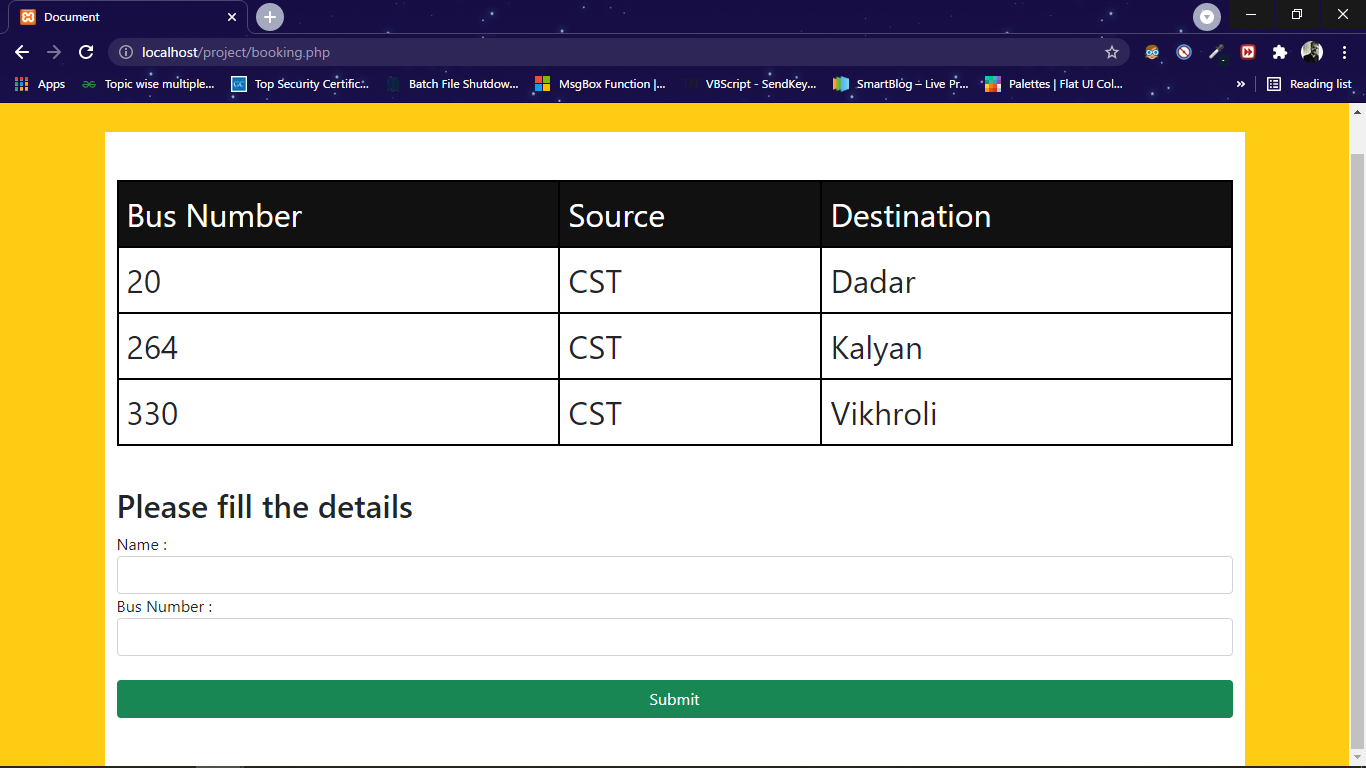 Document
localhost/project/booking.php
Apps Topic wise multiple... Top Security Certific... Batch File Shutdow... MsgBox Function |... VBScript - SendKey... SmartBlog – Live Pr... Palettes | Flat UI Col... » Reading list
Bus Number Source Destination
20 CST Dadar
264 CST Kalyan
330 CST Vikhroli
Please fill the details
Name :
Bus Number :
Submit